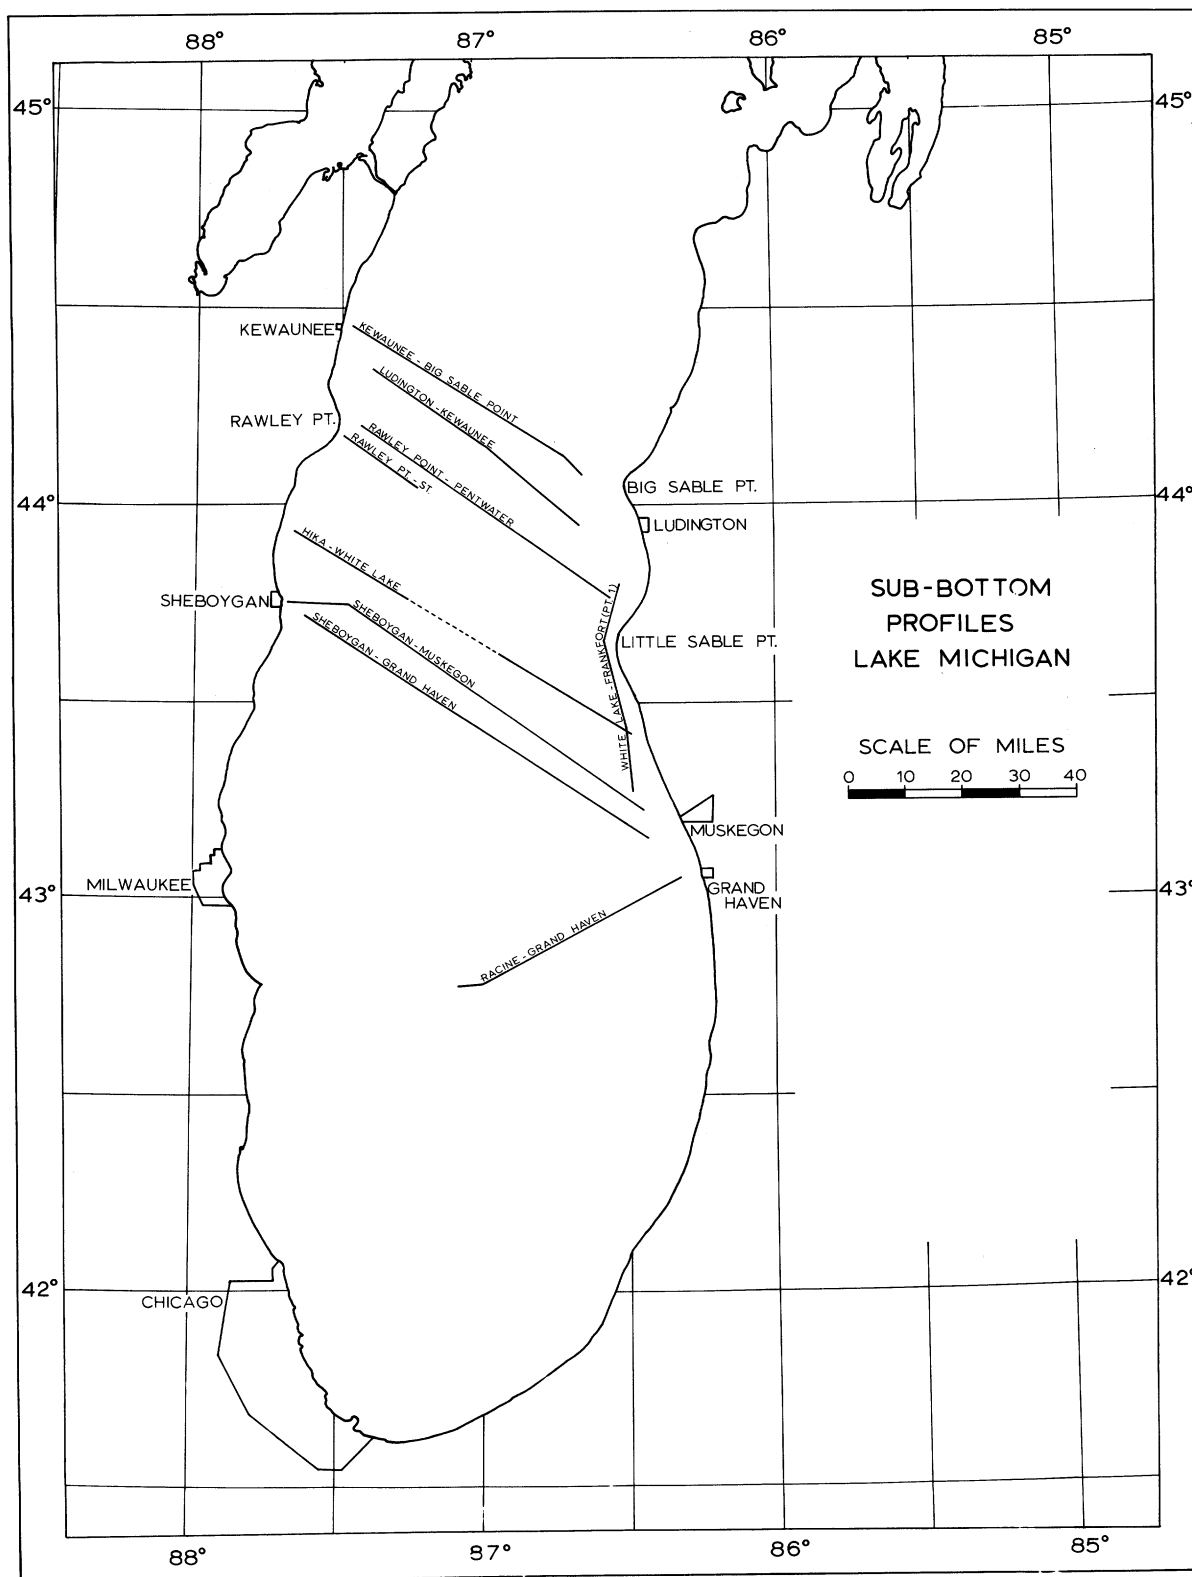 88° 87° 86° 85°
45° 45°
KEWAUNEE
KEWAUNEE - BIG SABLE POINT
LUDINGTON - KEWAUNEE
RAWLEY PT.
RAWLEY POINT - PENTWATER
RAWLEY PT. - ST.
BIG SABLE PT.
44° 44°
LUDINGTON
HIKA - WHITE LAKE
SUB-BOTTOM
PROFILES
LAKE MICHIGAN
SHEBOYGAN
SHEBOYGAN - MUSKEGON
SHEBOYGAN - GRAND HAVEN
WHITE LAKE - FRANKFORT (PT. 1)
LITTLE SABLE PT.
SCALE OF MILES
0 10 20 30 40
MUSKEGON
MILWAUKEE
43° 43°
GRAND
HAVEN
RACINE - GRAND HAVEN
42° 42°
CHICAGO
88° 87° 86° 85°